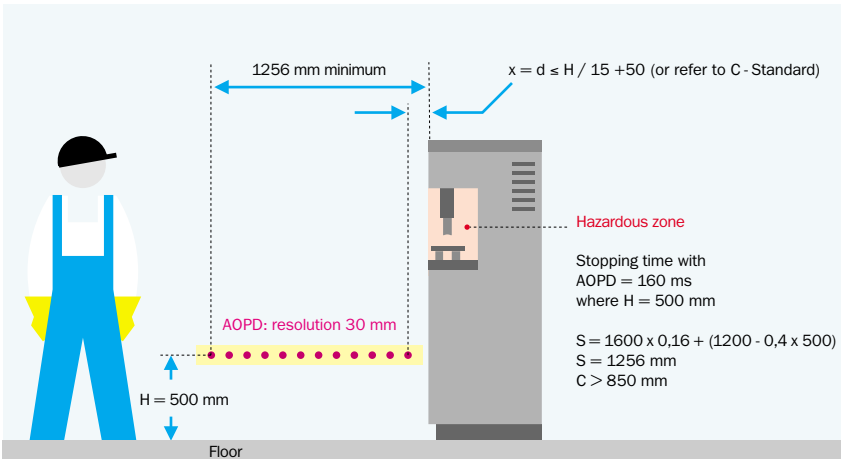 1256 mm minimum
x = d ≤ H / 15 +50 (or refer to C - Standard)
Hazardous zone
Stopping time with
AOPD = 160 ms
where H = 500 mm
AOPD: resolution 30 mm
S = 1600 x 0,16 + (1200 - 0,4 x 500)
S = 1256 mm
C > 850 mm
H = 500 mm
Floor